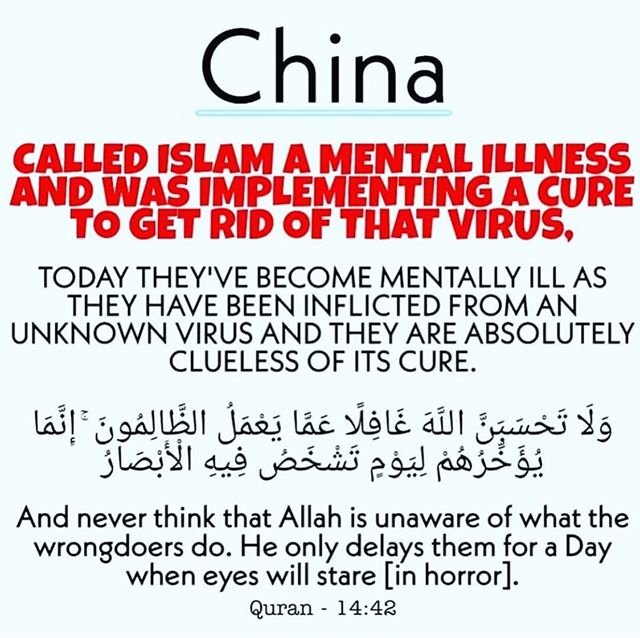 China
CALLED ISLAM A MENTAL ILLNESS
AND WAS IMPLEMENTING A CURE
TO GET RID OF THAT VIRUS,
TODAY THEY'VE BECOME MENTALLY ILL AS
THEY HAVE BEEN INFLICTED FROM AN
UNKNOWN VIRUS AND THEY ARE ABSOLUTELY
CLUELESS OF ITS CURE.
وَلَا تَحْسَبَنَّ اللَّهَ غَافِلًا عَمَّا يَعْمَلُ الظَّالِمُونَ ۚ إِنَّمَا
يُؤَخِّرُهُمْ لِيَوْمٍ تَشْخَصُ فِيهِ الْأَبْصَارُ
And never think that Allah is unaware of what the
wrongdoers do. He only delays them for a Day
when eyes will stare [in horror].
Quran - 14:42